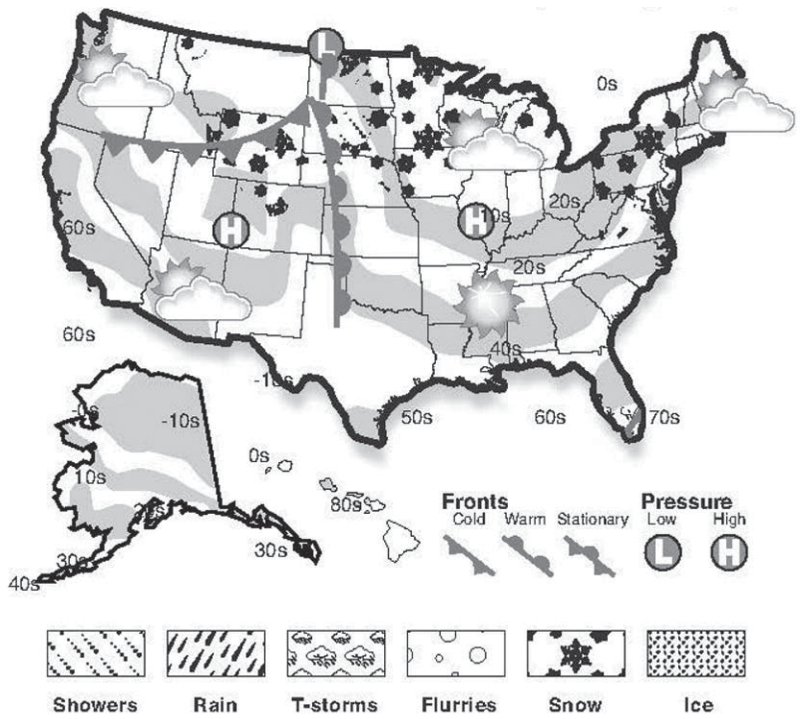 L
0s
H
H
10s
20s
60s
20s
60s
40s
-10s
50s
60s
70s
-0s
-10s
0s
10s
80s
20s
30s
30s
40s
Fronts
Cold Warm Stationary
Pressure
Low High
L H
Showers Rain T-storms Flurries Snow Ice